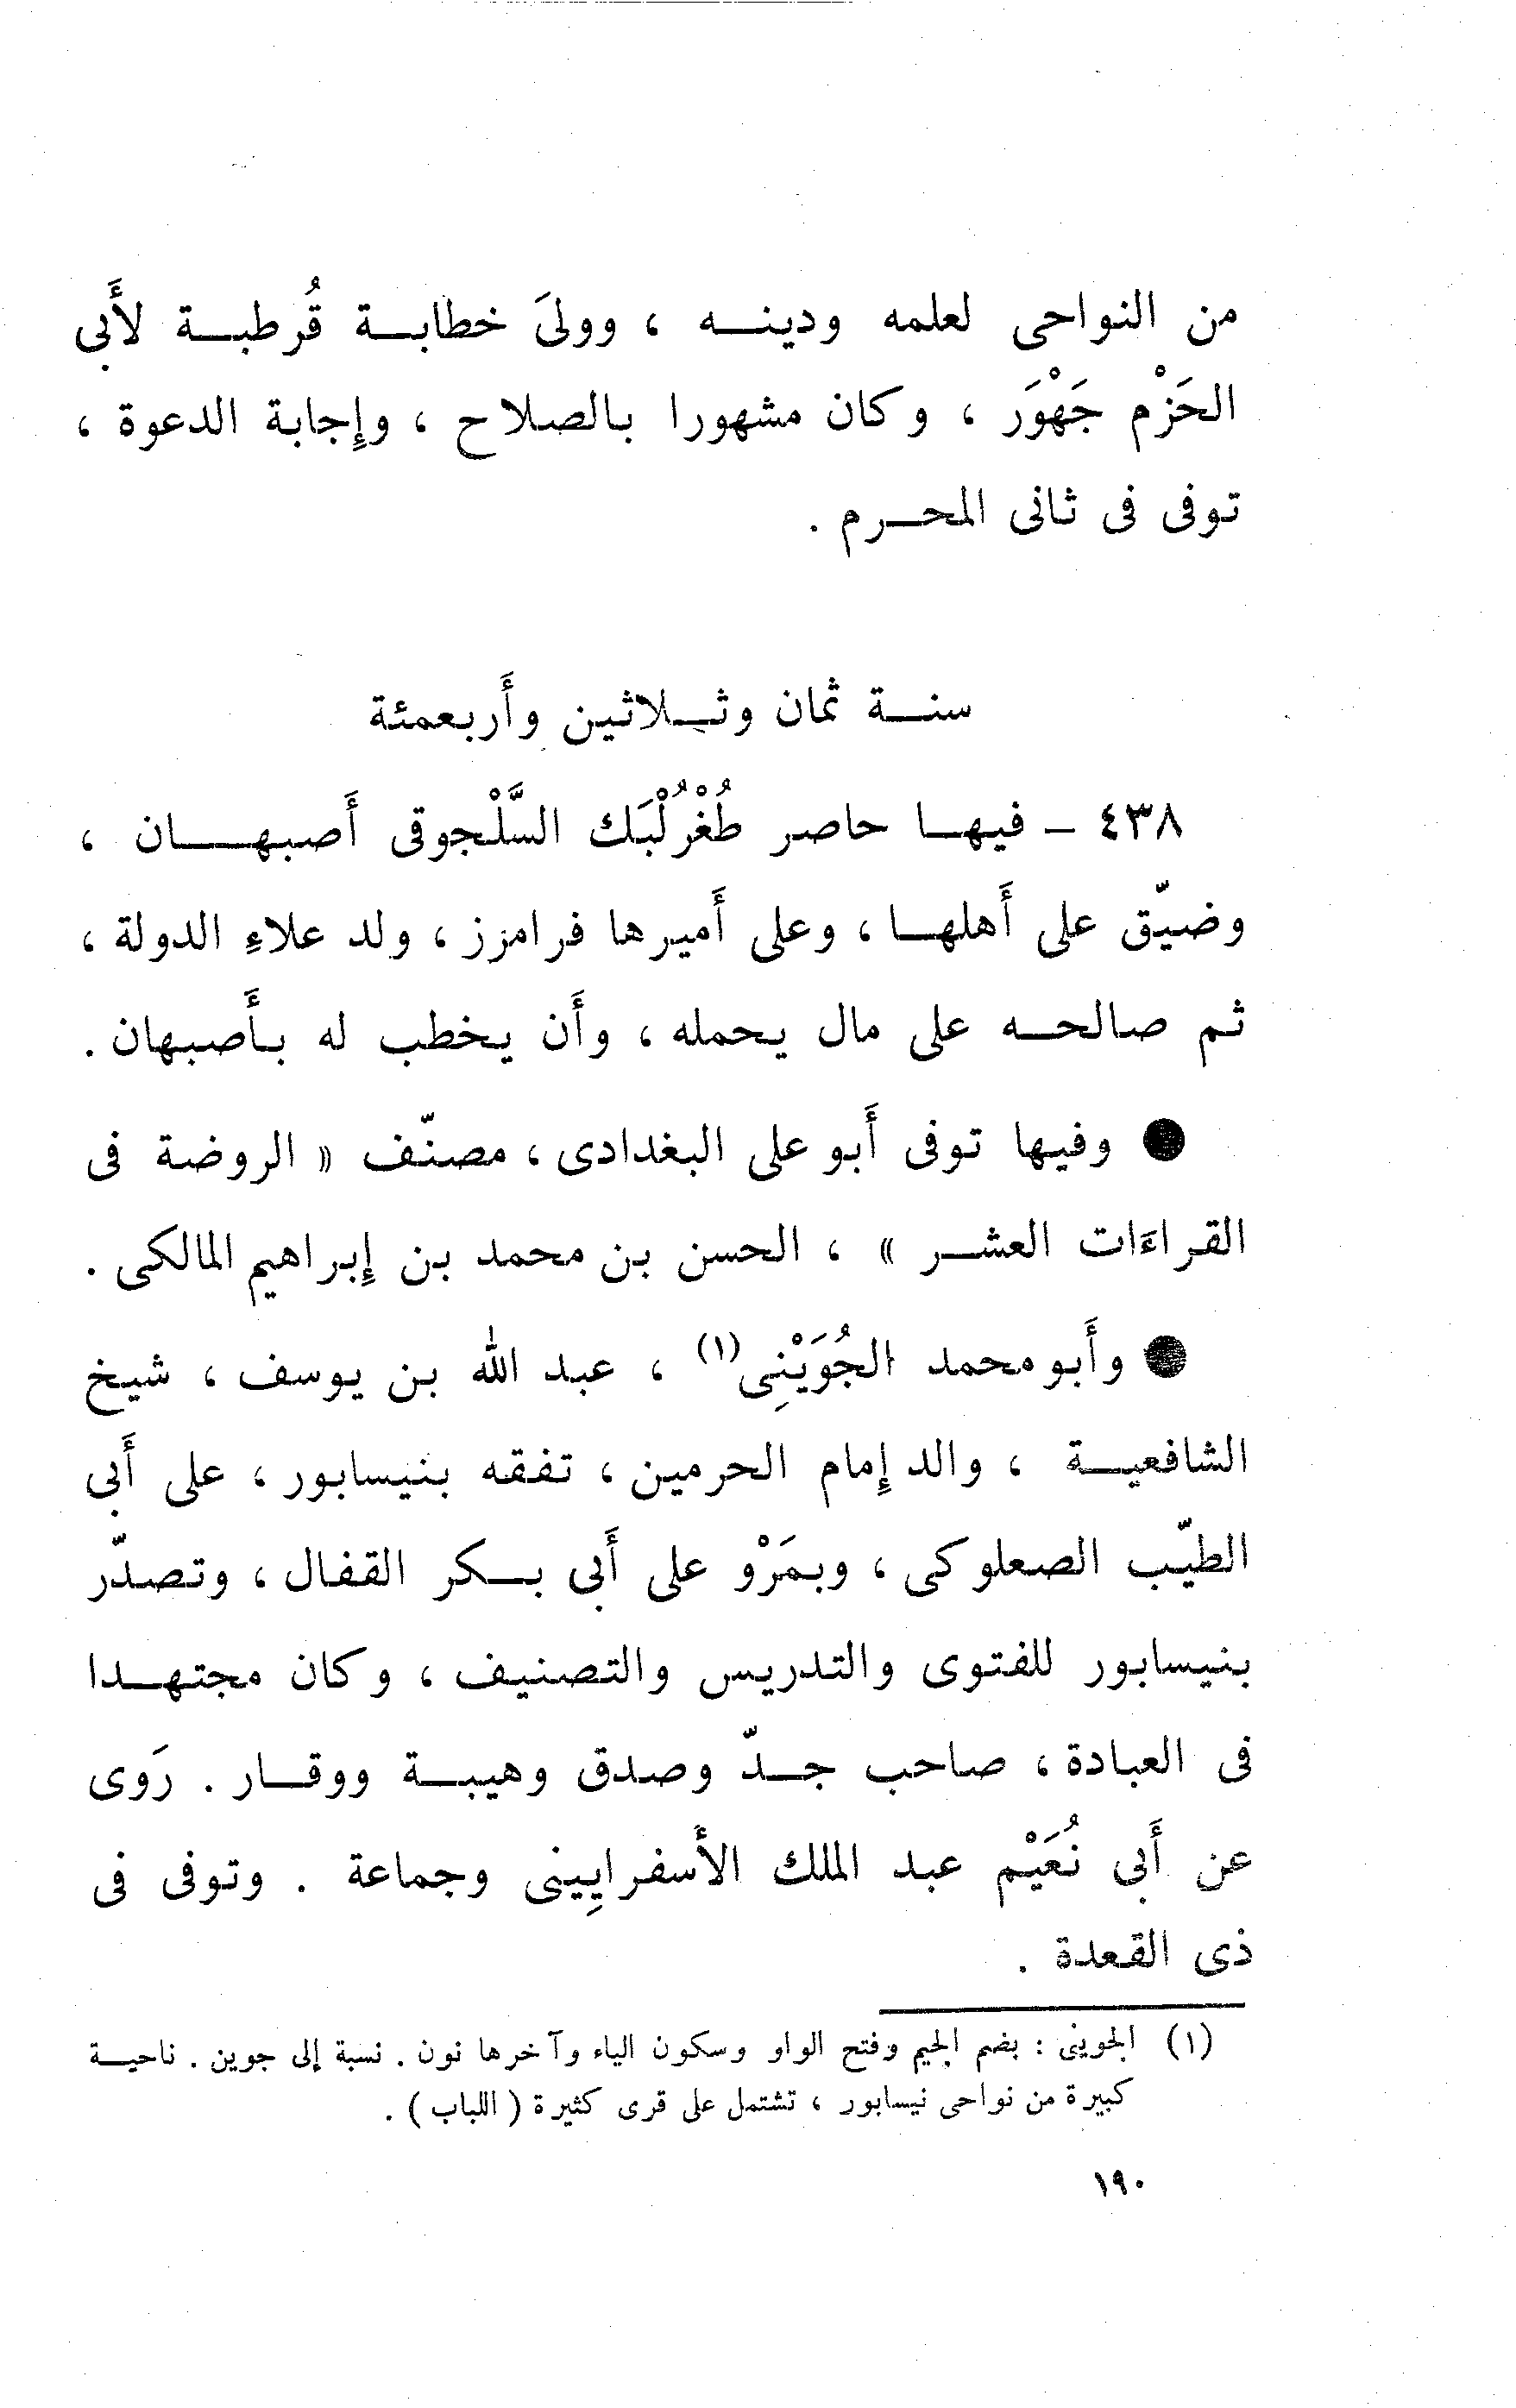 من النواحى لعلمه ودينه ، وولىَ خطابة قُرطبة لأَبى
الحَزْم جَهْوَر ، وكان مشهورا بالصلاح ، وإِجابة الدعوة ،
توفى فى ثانى المحرم .
سنة ثمان وثلاثين وأَربعمئة
٤٣٨ - فيها حاصر طُغْرُلْبَك السَّلْجوقى أَصبهان ،
وضيّق على أَهلها ، وعلى أَميرها فرامرز ، ولد علاءِ الدولة ،
ثم صالحه على مال يحمله ، وأَن يخطب له بأَصبهان .
● وفيها توفى أَبو على البغدادى ، مصنّف « الروضة فى
القراءَات العشر » ، الحسن بن محمد بن إِبراهيم المالكى .
● وأَبو محمد الجُوَيْنِى (١) ، عبد الله بن يوسف ، شيخ
الشافعية ، والد إِمام الحرمين ، تفقه بنيسابور ، على أَبى
الطيّب الصعلوكى ، وبمَرْو على أَبى بكر القفال ، وتصدّر
بنيسابور للفتوى والتدريس والتصنيف ، وكان مجتهدا
فى العبادة ، صاحب جدّ وصدق وهيبة ووقار . رَوى
عن أَبى نُعَيْم عبد الملك الأَسفرايِينى وجماعة . وتوفى فى
ذى القعدة .
(١) الجوينى : بضم الجيم وفتح الواو وسكون الياء وآخرها نون . نسبة إلى جوين . ناحية
كبيرة من نواحى نيسابور ، تشتمل على قرى كثيرة ( اللباب ) .
١٩٠